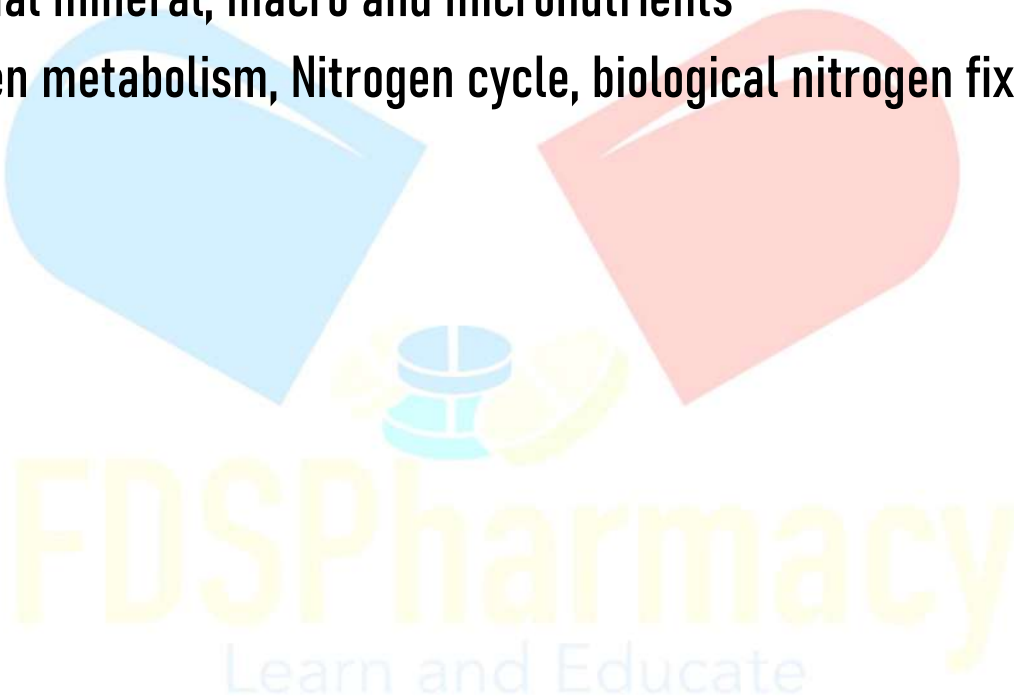 al mineral, macro and micronutrients
en metabolism, Nitrogen cycle, biological nitrogen fix
FDSPharmacy
Learn and Educate